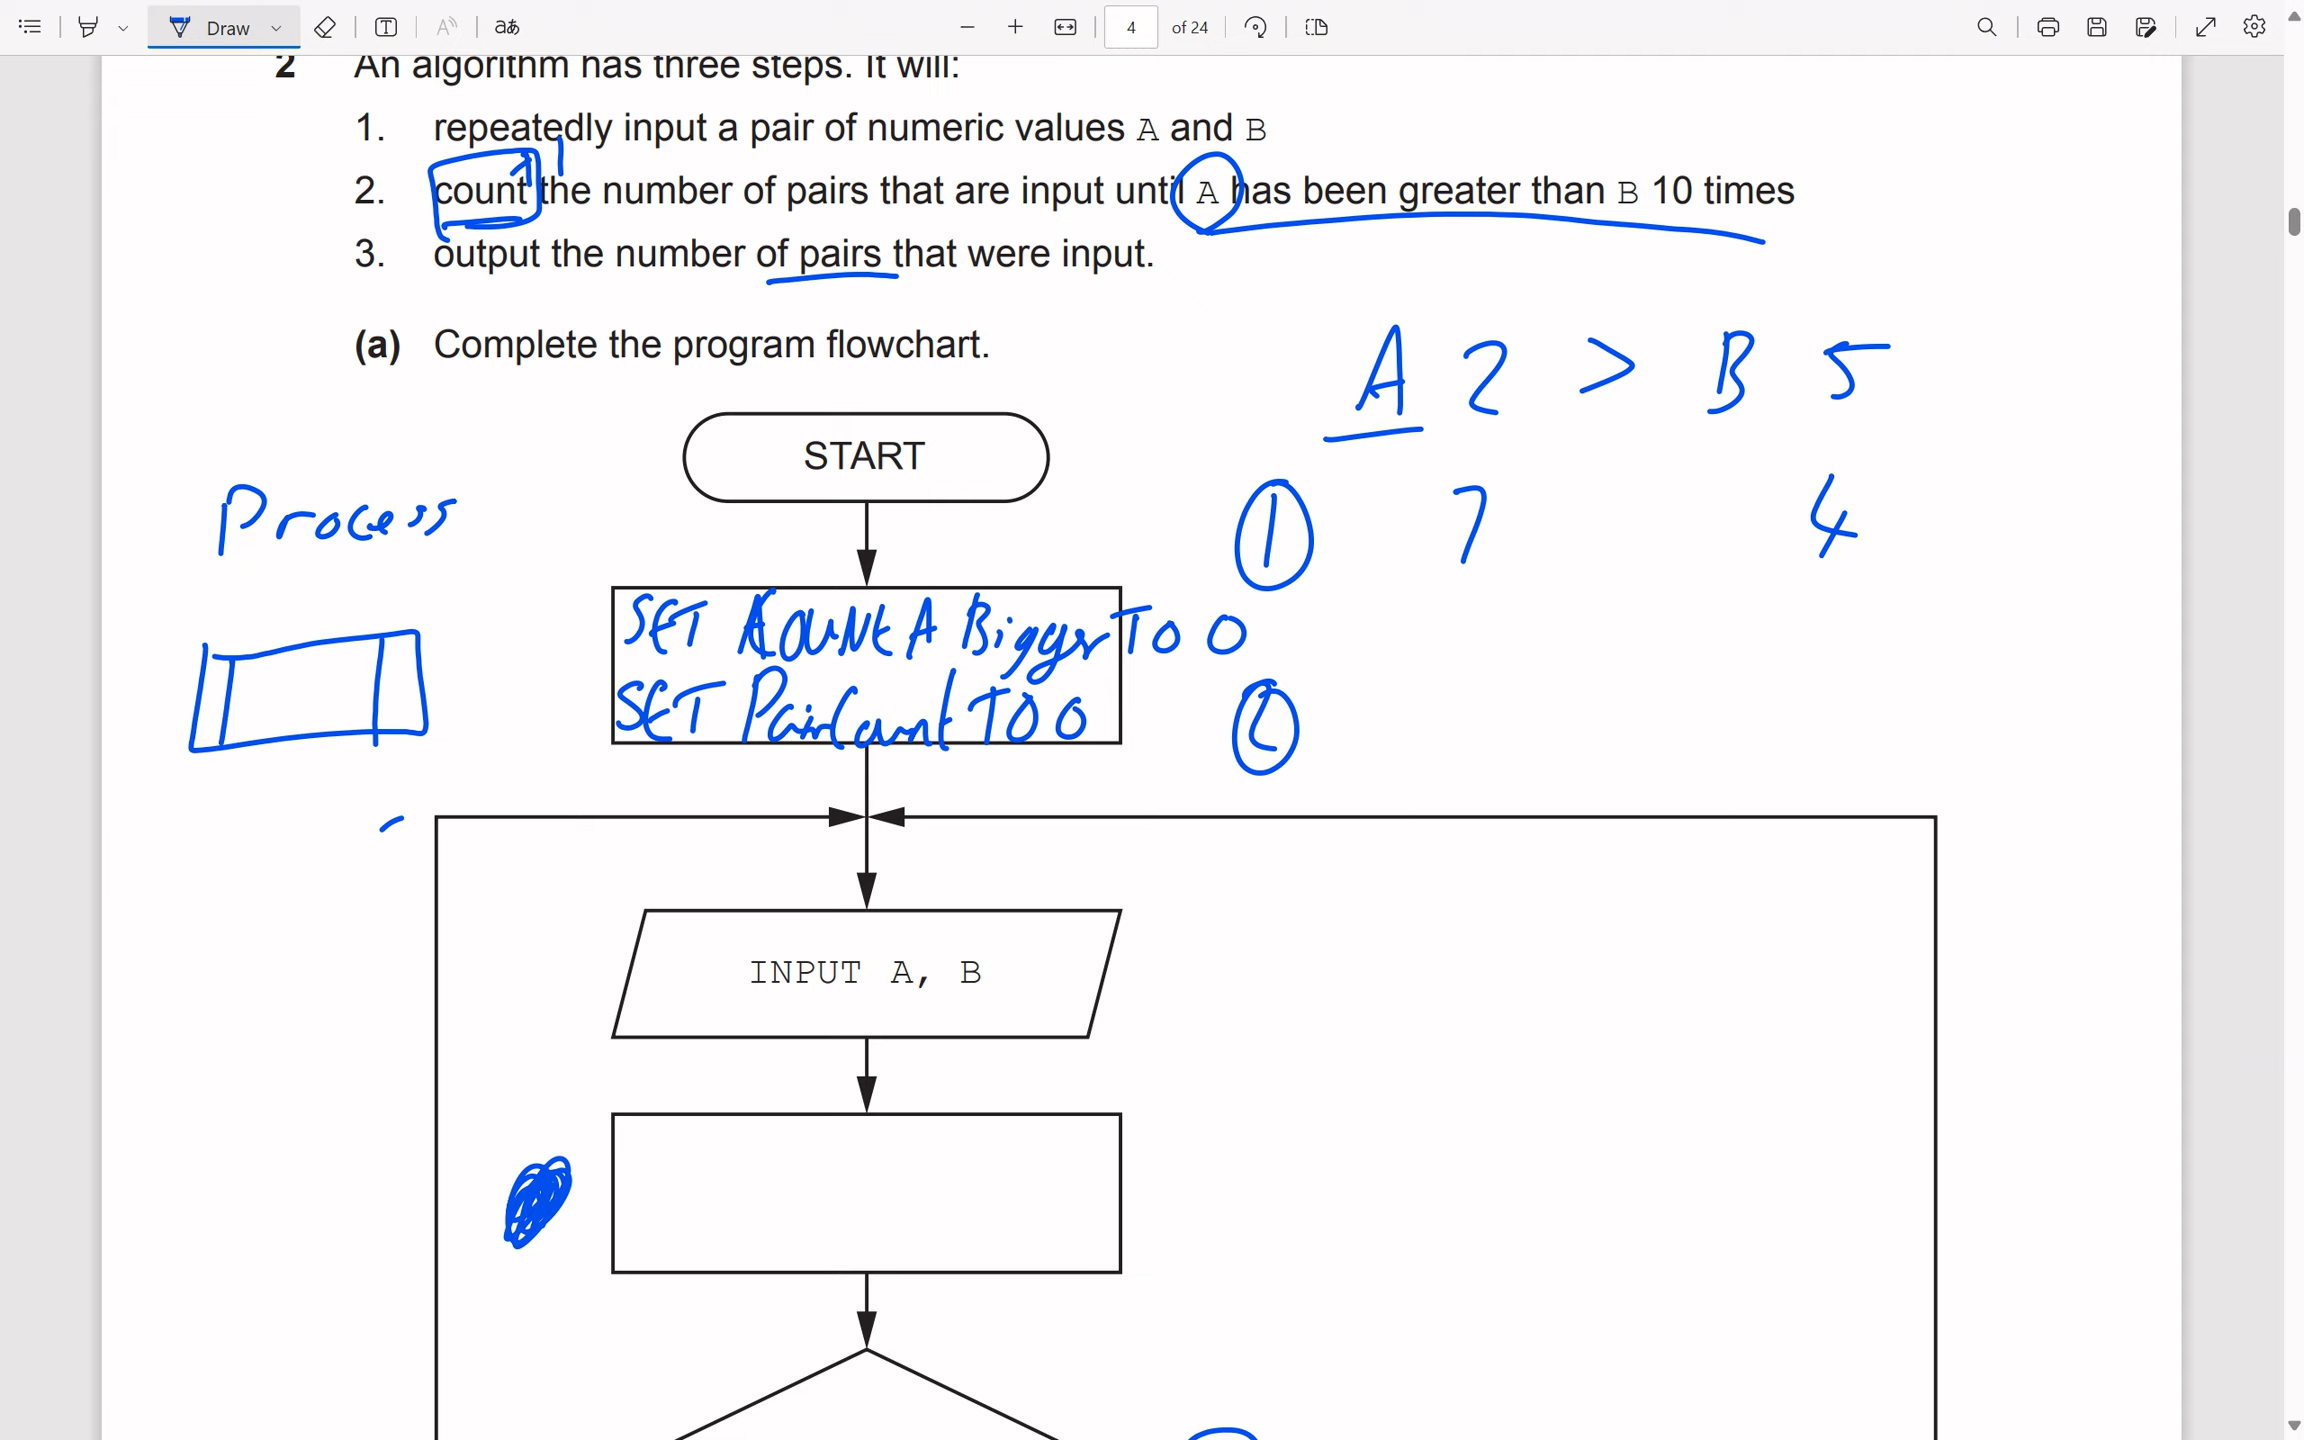 Draw
4 of 24
2 An algorithm has three steps. It will:
1. repeatedly input a pair of numeric values A and B
2. count the number of pairs that are input until A has been greater than B 10 times
3. output the number of pairs that were input.
(a) Complete the program flowchart.
A 2 > B 5
START
Process
1 7 4
SET CountABigger TO 0
SET PairCount TO 0
2
INPUT A, B